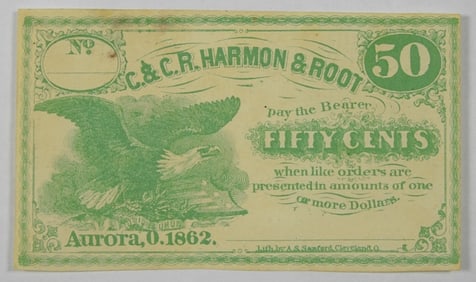 No.
C. & C. R. HARMON & ROOT
50
pay the Bearer
FIFTY CENTS
when like orders are
presented in amounts of one
or more Dollars.
Aurora, O. 1862.
Lith. by A. S. Sanford, Cleveland, O.